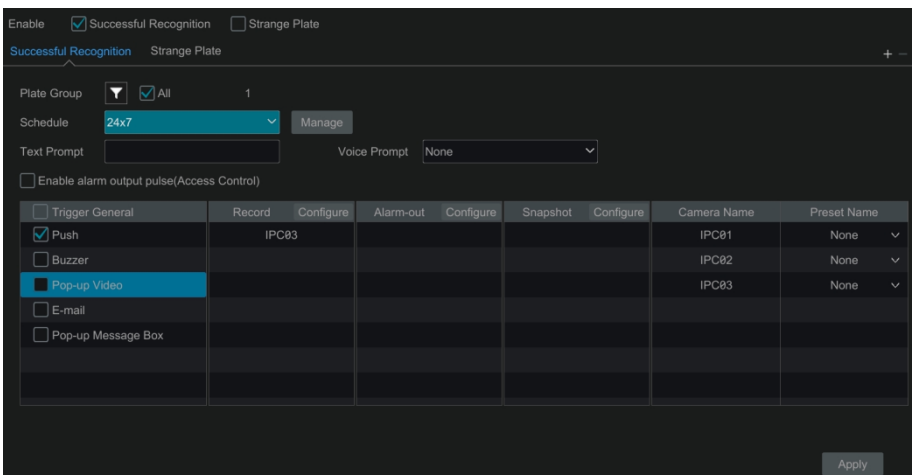 Enable Successful Recognition Strange Plate
Successful Recognition Strange Plate + −
Plate Group All 1
Schedule 24x7 Manage
Text Prompt Voice Prompt None
Enable alarm output pulse(Access Control)
Trigger General Record Configure Alarm-out Configure Snapshot Configure Camera Name Preset Name
Push IPC03 IPC01 None
Buzzer IPC02 None
Pop-up Video IPC03 None
E-mail
Pop-up Message Box
Apply